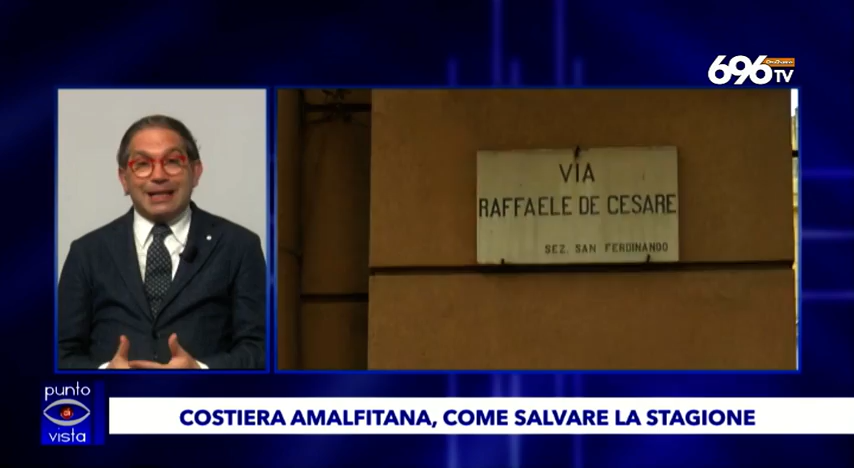 696
TV
VIA
RAFFAELE DE CESARE
SEZ. SAN FERDINANDO
punto
di
vista
COSTIERA AMALFITANA, COME SALVARE LA STAGIONE